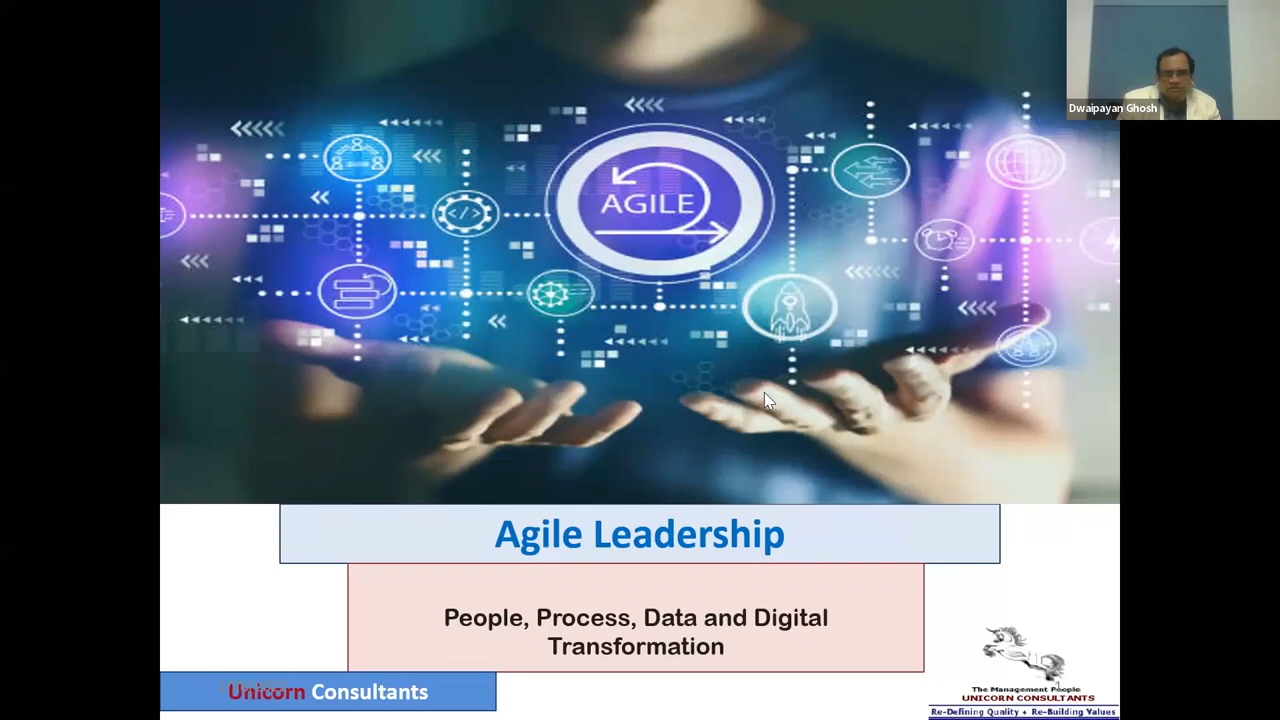 Dwaipayan Ghosh
AGILE
Agile Leadership
People, Process, Data and Digital
Transformation
Unicorn Consultants
The Management People
UNICORN CONSULTANTS
Re-Defining Quality + Re-Building Values